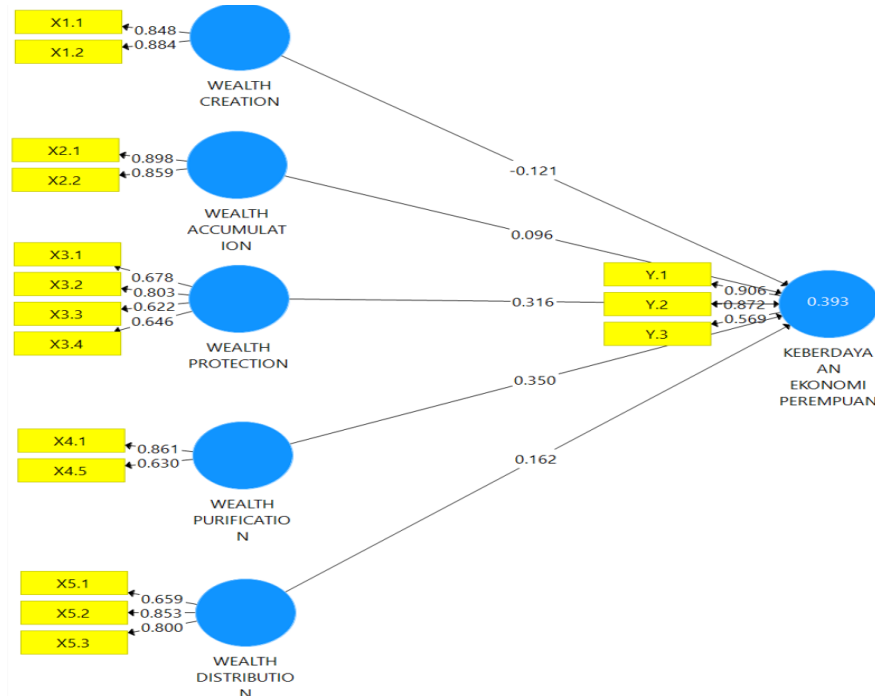 X1.1
0.848
X1.2
0.884
WEALTH
CREATION
-0.121
X2.1
0.898
X2.2
0.859
WEALTH
ACCUMULAT
ION
0.096
X3.1
0.678
X3.2
0.803
X3.3
0.622
X3.4
0.646
WEALTH
PROTECTION
0.316
Y.1
0.906
Y.2
0.872
Y.3
0.569
0.393
KEBERDAYA
AN
EKONOMI
PEREMPUAN
0.350
X4.1
0.861
X4.5
0.630
WEALTH
PURIFICATIO
N
0.162
X5.1
0.659
X5.2
0.853
X5.3
0.800
WEALTH
DISTRIBUTIO
N